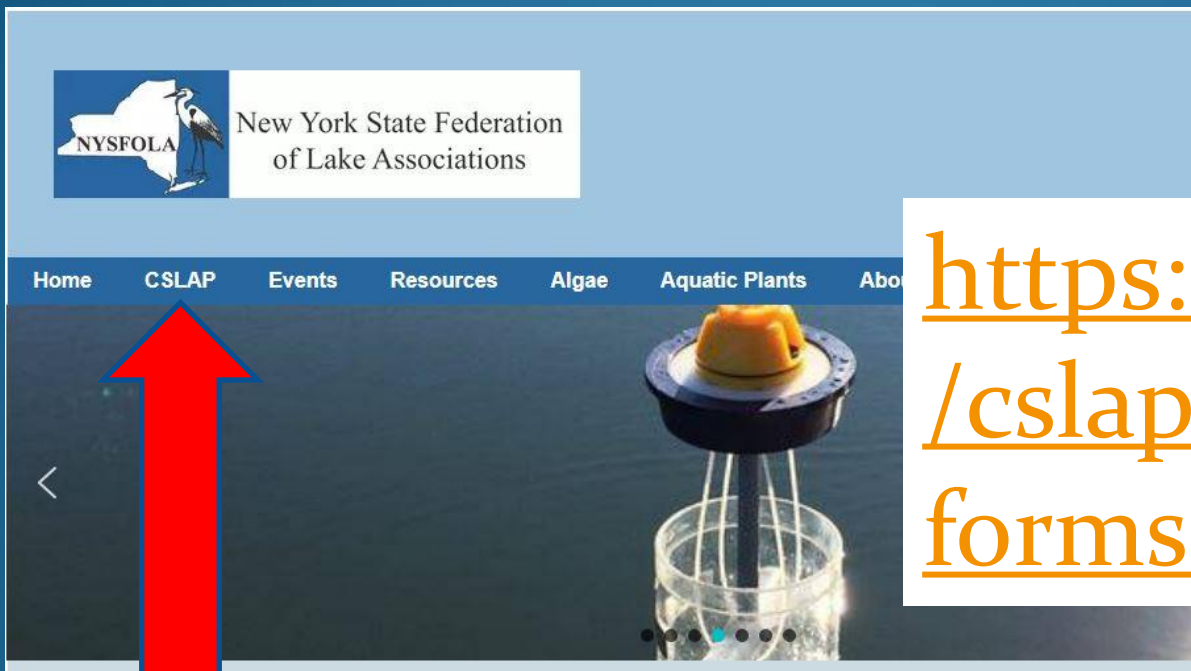 NYSFOLA
New York State Federation
of Lake Associations
Home CSLAP Events Resources Algae Aquatic Plants
https:
/cslap
forms